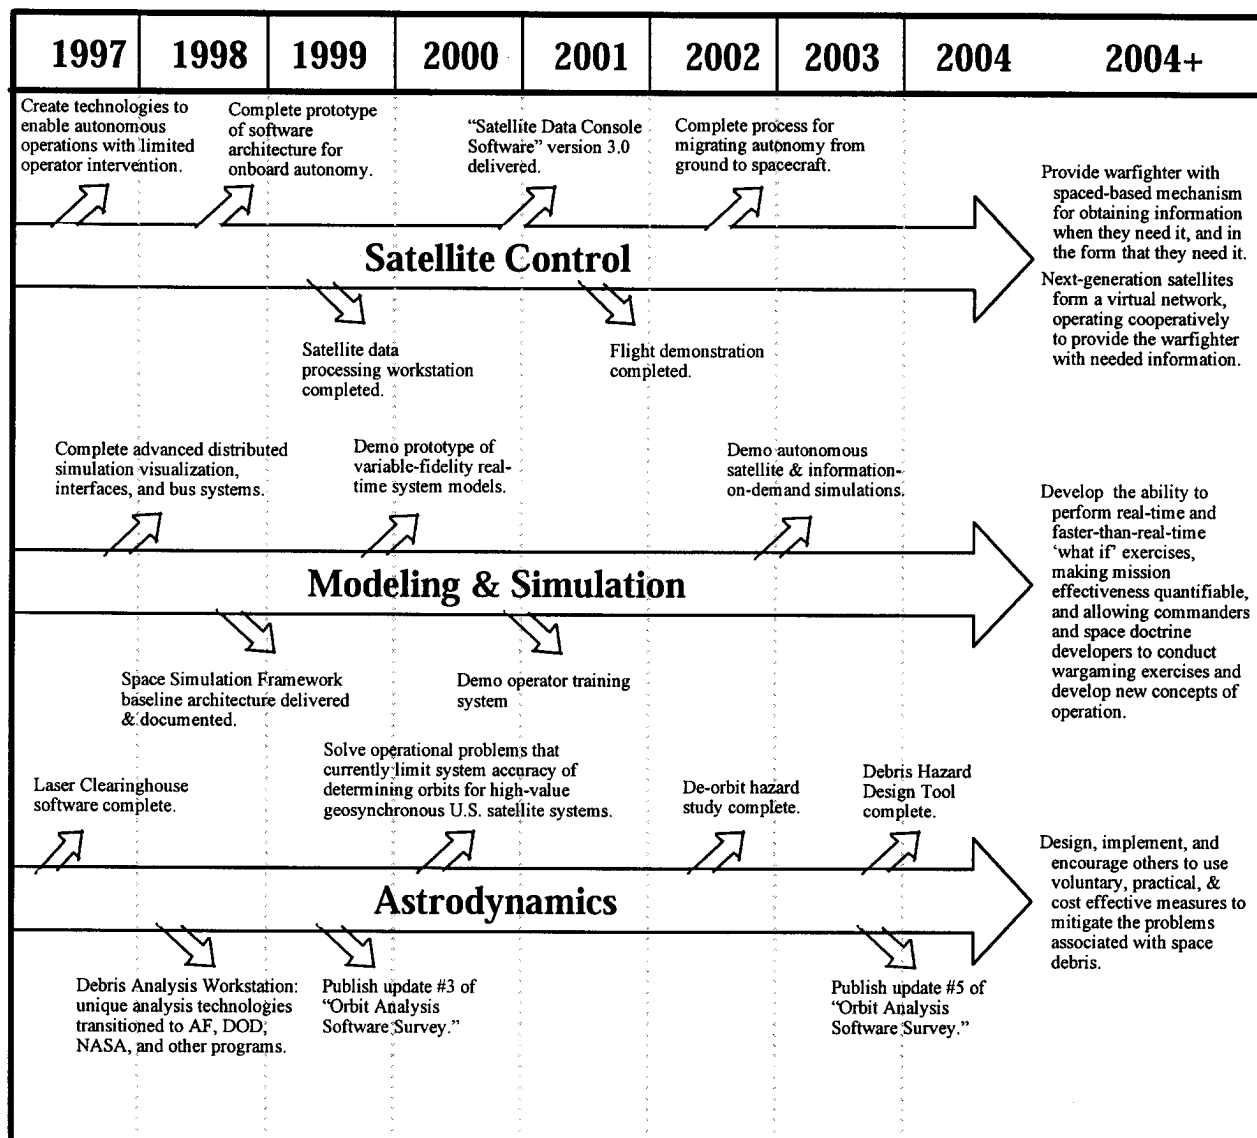 1997 1998 1999 2000 2001 2002 2003 2004 2004+
Create technologies to
enable autonomous
operations with limited
operator intervention.
Complete prototype
of software
architecture for
onboard autonomy.
“Satellite Data Console
Software” version 3.0
delivered.
Complete process for
migrating autonomy from
ground to spacecraft.
Satellite Control
Satellite data
processing workstation
completed.
Flight demonstration
completed.
Provide warfighter with
spaced-based mechanism
for obtaining information
when they need it, and in
the form that they need it.
Next-generation satellites
form a virtual network,
operating cooperatively
to provide the warfighter
with needed information.
Complete advanced distributed
simulation visualization,
interfaces, and bus systems.
Demo prototype of
variable-fidelity real-
time system models.
Demo autonomous
satellite & information-
on-demand simulations.
Modeling & Simulation
Space Simulation Framework
baseline architecture delivered
& documented.
Demo operator training
system
Develop the ability to
perform real-time and
faster-than-real-time
‘what if’ exercises,
making mission
effectiveness quantifiable,
and allowing commanders
and space doctrine
developers to conduct
wargaming exercises and
develop new concepts of
operation.
Laser Clearinghouse
software complete.
Solve operational problems that
currently limit system accuracy of
determining orbits for high-value
geosynchronous U.S. satellite systems.
De-orbit hazard
study complete.
Debris Hazard
Design Tool
complete.
Astrodynamics
Debris Analysis Workstation:
unique analysis technologies
transitioned to AF, DOD,
NASA, and other programs.
Publish update #3 of
“Orbit Analysis
Software Survey.”
Publish update #5 of
“Orbit Analysis
Software Survey.”
Design, implement, and
encourage others to use
voluntary, practical, &
cost effective measures to
mitigate the problems
associated with space
debris.